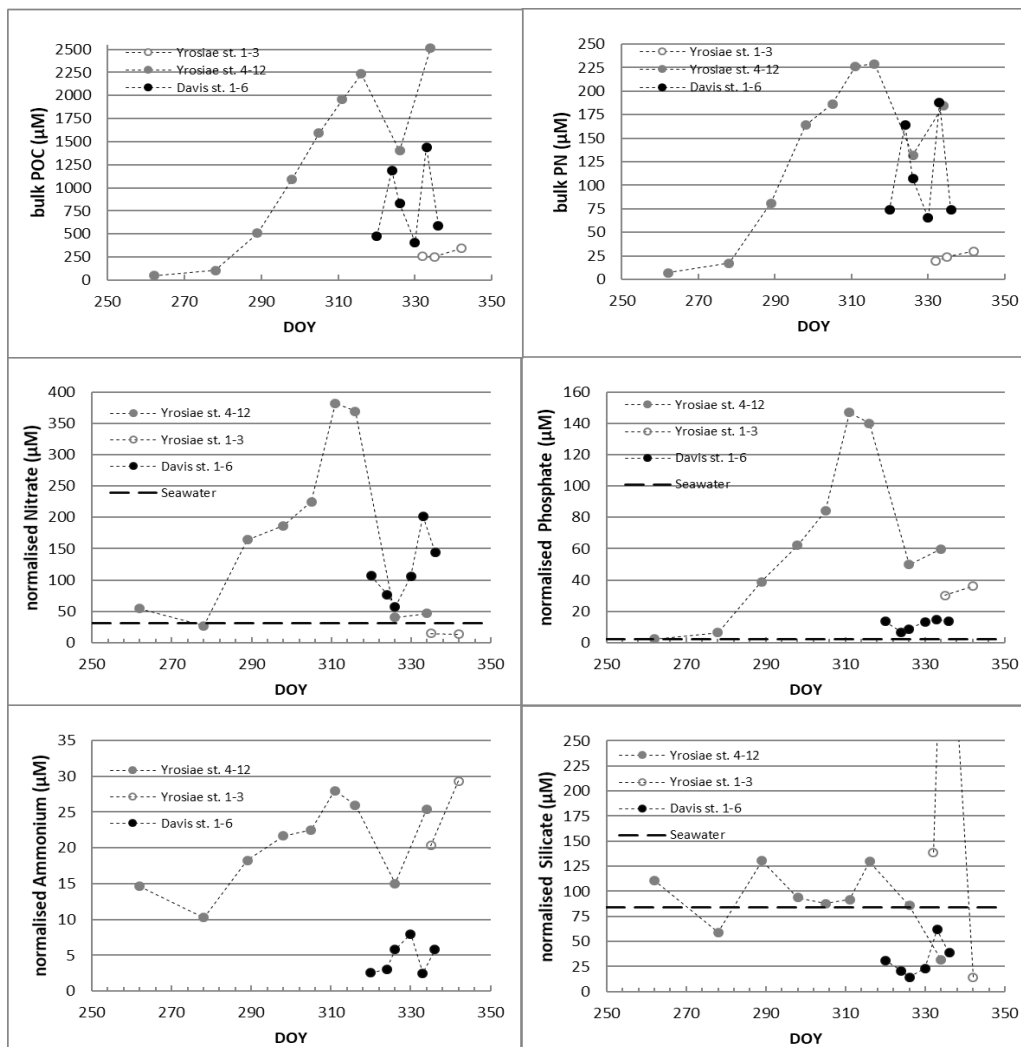 bulk POC (µM)
2500
2250
2000
1750
1500
1250
1000
750
500
250
0
Yrosiae st. 1-3
Yrosiae st. 4-12
Davis st. 1-6
250 270 290 310 330 350
DOY
bulk PN (µM)
250
225
200
175
150
125
100
75
50
25
0
Yrosiae st. 1-3
Yrosiae st. 4-12
Davis st. 1-6
250 270 290 310 330 350
DOY
normalised Nitrate (µM)
400
350
300
250
200
150
100
50
0
Yrosiae st. 4-12
Yrosiae st. 1-3
Davis st. 1-6
Seawater
250 270 290 310 330 350
DOY
normalised Phosphate (µM)
160
140
120
100
80
60
40
20
0
Yrosiae st. 4-12
Yrosiae st. 1-3
Davis st. 1-6
Seawater
250 270 290 310 330 350
DOY
normalised Ammonium (µM)
35
30
25
20
15
10
5
0
Yrosiae st. 4-12
Yrosiae st. 1-3
Davis st. 1-6
250 270 290 310 330 350
DOY
normalised Silicate (µM)
250
225
200
175
150
125
100
75
50
25
0
Yrosiae st. 4-12
Yrosiae st. 1-3
Davis st. 1-6
Seawater
250 270 290 310 330 350
DOY